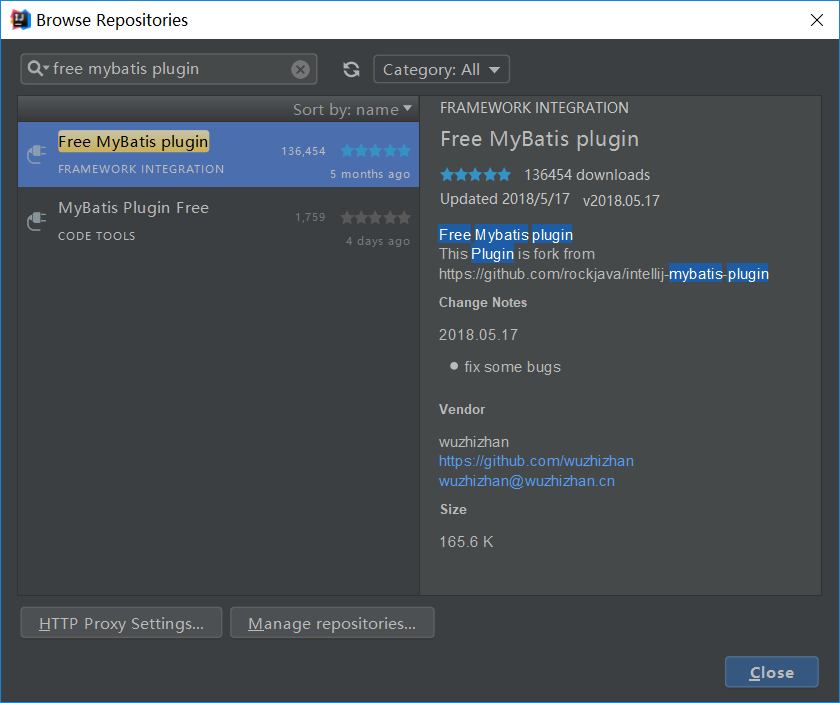 Browse Repositories
free mybatis plugin
Category: All
Sort by: name
Free MyBatis plugin
136,454
FRAMEWORK INTEGRATION
5 months ago
MyBatis Plugin Free
1,759
CODE TOOLS
4 days ago
FRAMEWORK INTEGRATION
Free MyBatis plugin
136454 downloads
Updated 2018/5/17 v2018.05.17
Free Mybatis plugin
This Plugin is fork from
https://github.com/rockjava/intellij-mybatis-plugin
Change Notes
2018.05.17
fix some bugs
Vendor
wuzhizhan
https://github.com/wuzhizhan
wuzhizhan@wuzhizhan.cn
Size
165.6 K
HTTP Proxy Settings...
Manage repositories...
Close